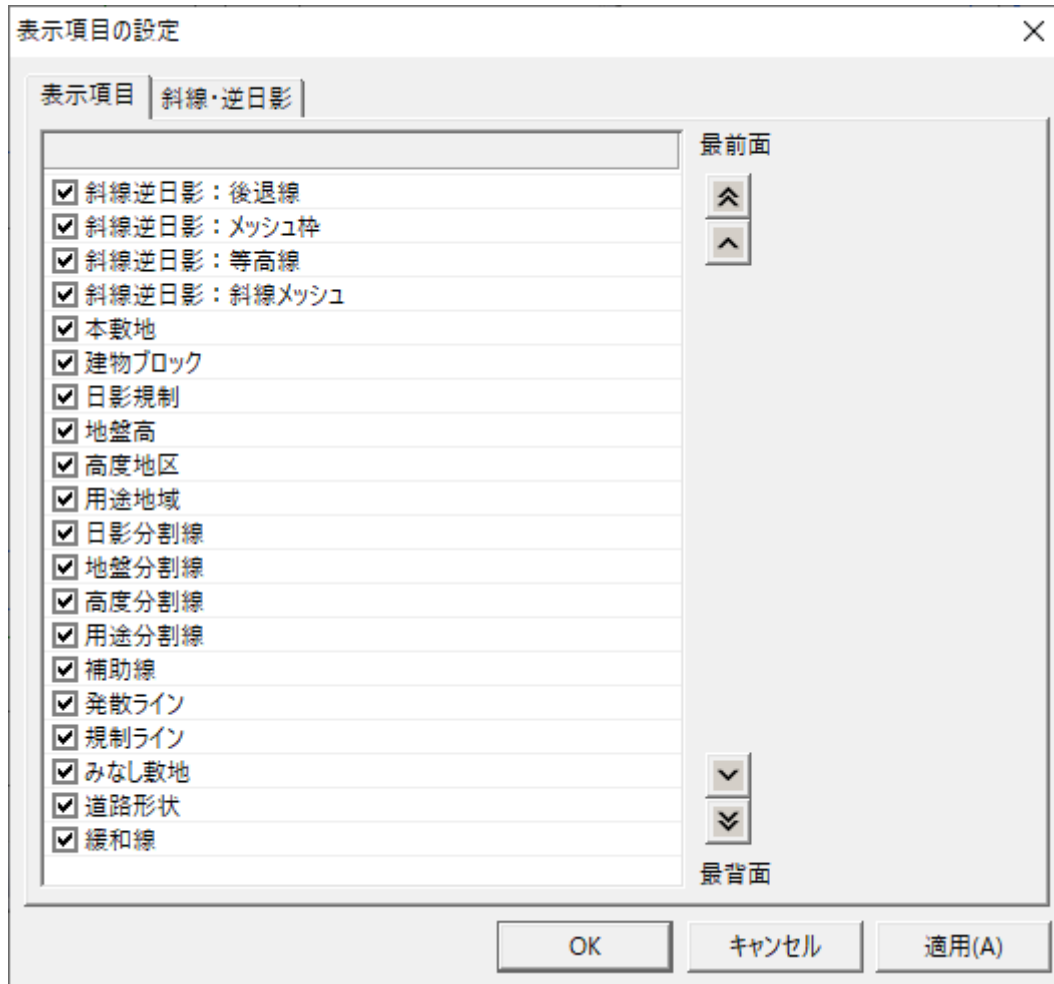 表示項目の設定
表示項目
斜線・逆日影
最前面
斜線逆日影：後退線
斜線逆日影：メッシュ枠
斜線逆日影：等高線
斜線逆日影：斜線メッシュ
本敷地
建物ブロック
日影規制
地盤高
高度地区
用途地域
日影分割線
地盤分割線
高度分割線
用途分割線
補助線
発散ライン
規制ライン
みなし敷地
道路形状
緩和線
最背面
OK
キャンセル
適用(A)